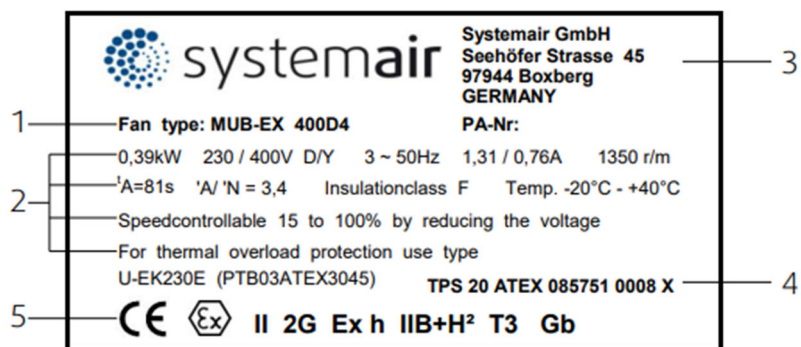 systemair
Systemair GmbH
Seehöfer Strasse 45
97944 Boxberg
GERMANY
3
1
Fan type: MUB-EX 400D4 PA-Nr:
0,39kW 230 / 400V D/Y 3 ~ 50Hz 1,31 / 0,76A 1350 r/m
2
tA=81s 'A/ 'N = 3,4 Insulationclass F Temp. -20°C - +40°C
Speedcontrollable 15 to 100% by reducing the voltage
For thermal overload protection use type
U-EK230E (PTB03ATEX3045)
TPS 20 ATEX 085751 0008 X
4
5
CE Ex II 2G Ex h IIB+H² T3 Gb